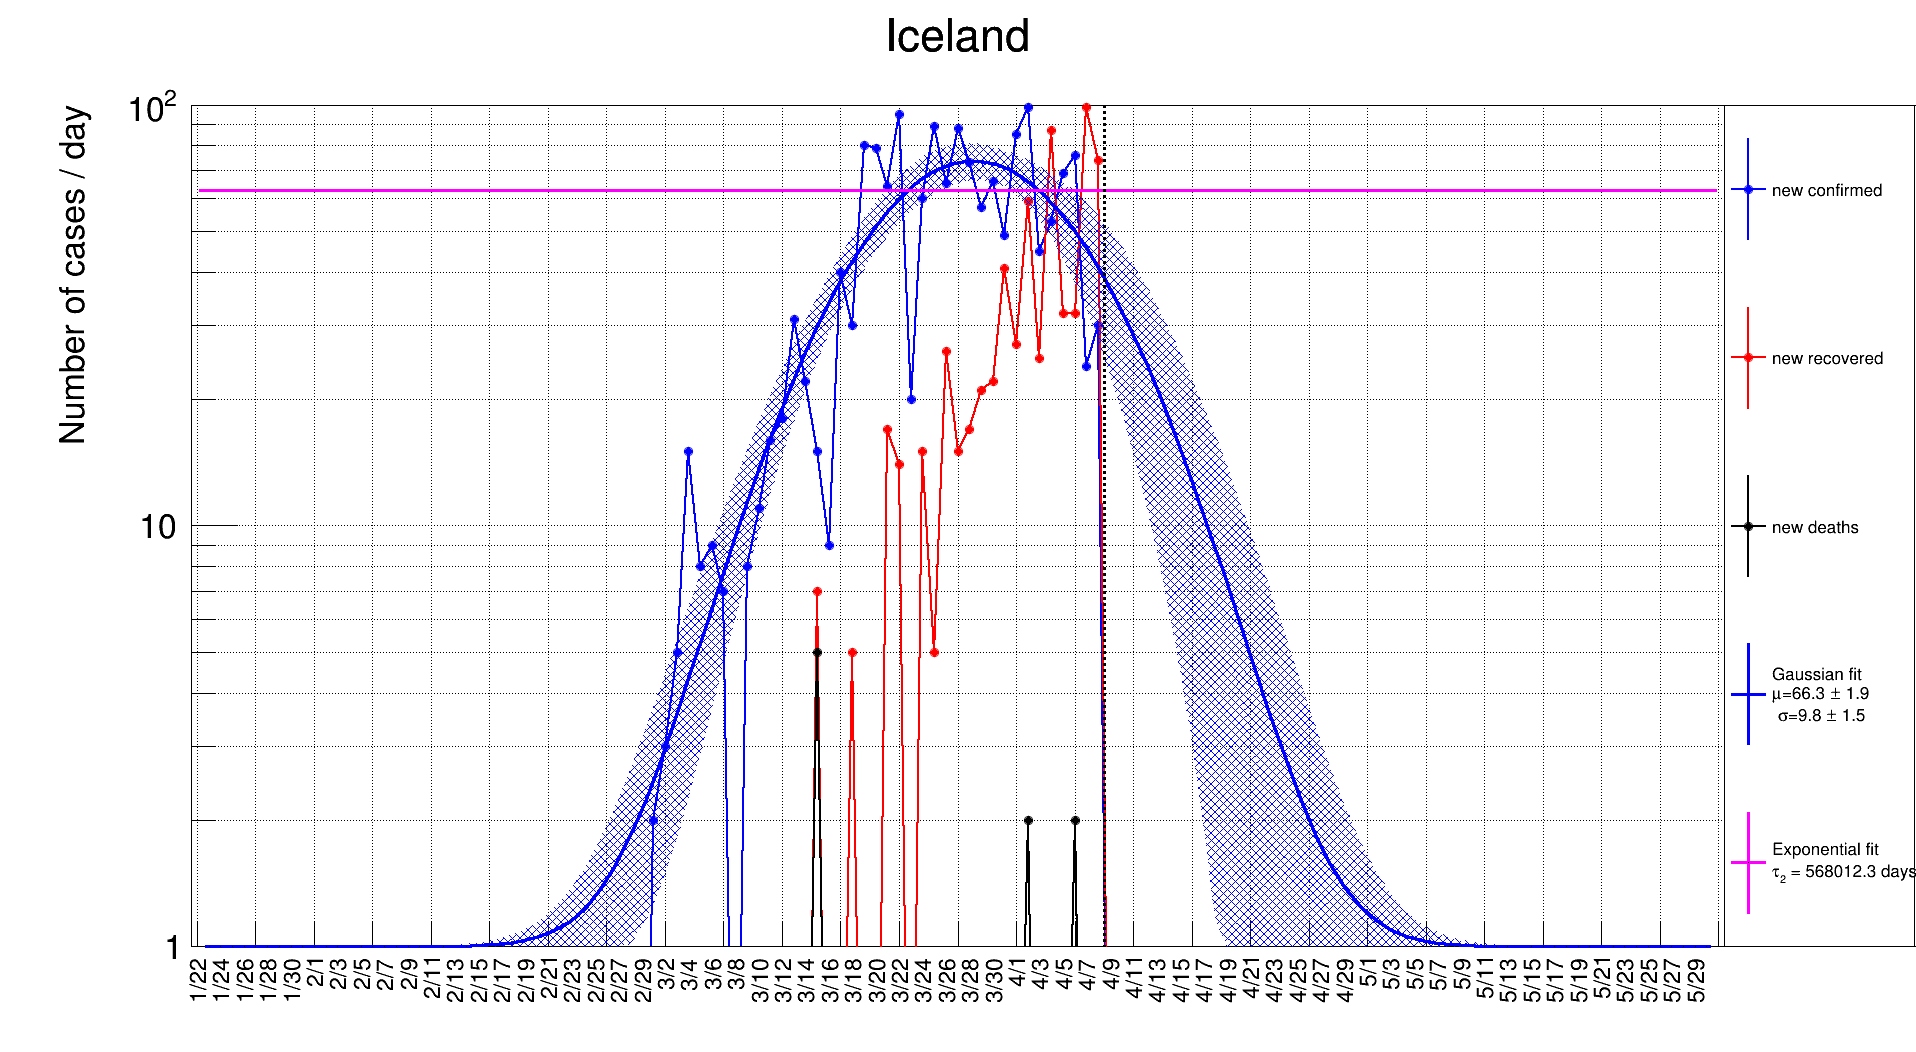 Iceland
Number of cases / day
10²
10
1
1/22 1/24 1/26 1/28 1/30 2/1 2/3 2/5 2/7 2/9 2/11 2/13 2/15 2/17 2/19 2/21 2/23 2/25 2/27 2/29 3/2 3/4 3/6 3/8 3/10 3/12 3/14 3/16 3/18 3/20 3/22 3/24 3/26 3/28 3/30 4/1 4/3 4/5 4/7 4/9 4/11 4/13 4/15 4/17 4/19 4/21 4/23 4/25 4/27 4/29 5/1 5/3 5/5 5/7 5/9 5/11 5/13 5/15 5/17 5/19 5/21 5/23 5/25 5/27 5/29
new confirmed
new recovered
new deaths
Gaussian fit
μ=66.3 ± 1.9
σ=9.8 ± 1.5
Exponential fit
τ₂ = 568012.3 days